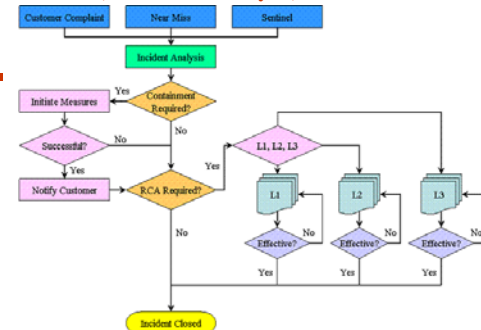 Customer Complaint
Near Miss
Sentinel
Incident Analysis
Containment
Required?
Yes
Initiate Measures
No
Successful?
No
Yes
Notify Customer
RCA Required?
Yes
L1, L2, L3
L1
L2
L3
No
No
No
Effective?
Effective?
Effective?
No
Yes
Yes
Yes
Incident Closed